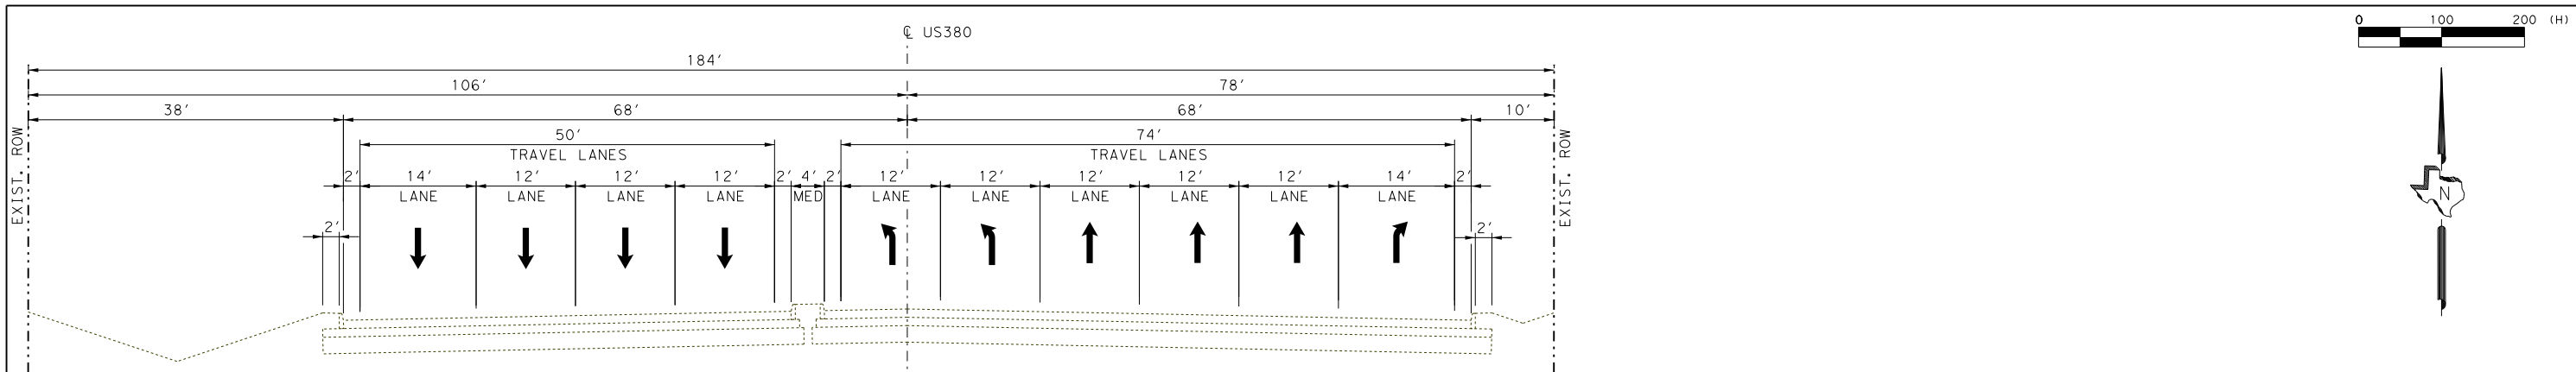 0 100 200 (H)
℄ US380
184'
106' 78'
38' 68' 68' 10'
50' 74'
TRAVEL LANES TRAVEL LANES
2' 14' 12' 12' 12' 2' 4' 2' 12' 12' 12' 12' 12' 14' 2'
LANE LANE LANE LANE MED LANE LANE LANE LANE LANE LANE
2' 2'
EXIST. ROW
EXIST. ROW
N